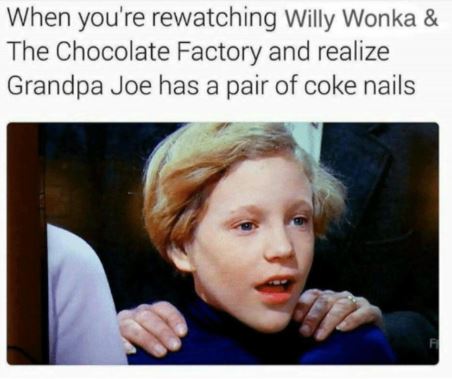 When you're rewatching Willy Wonka &
The Chocolate Factory and realize
Grandpa Joe has a pair of coke nails